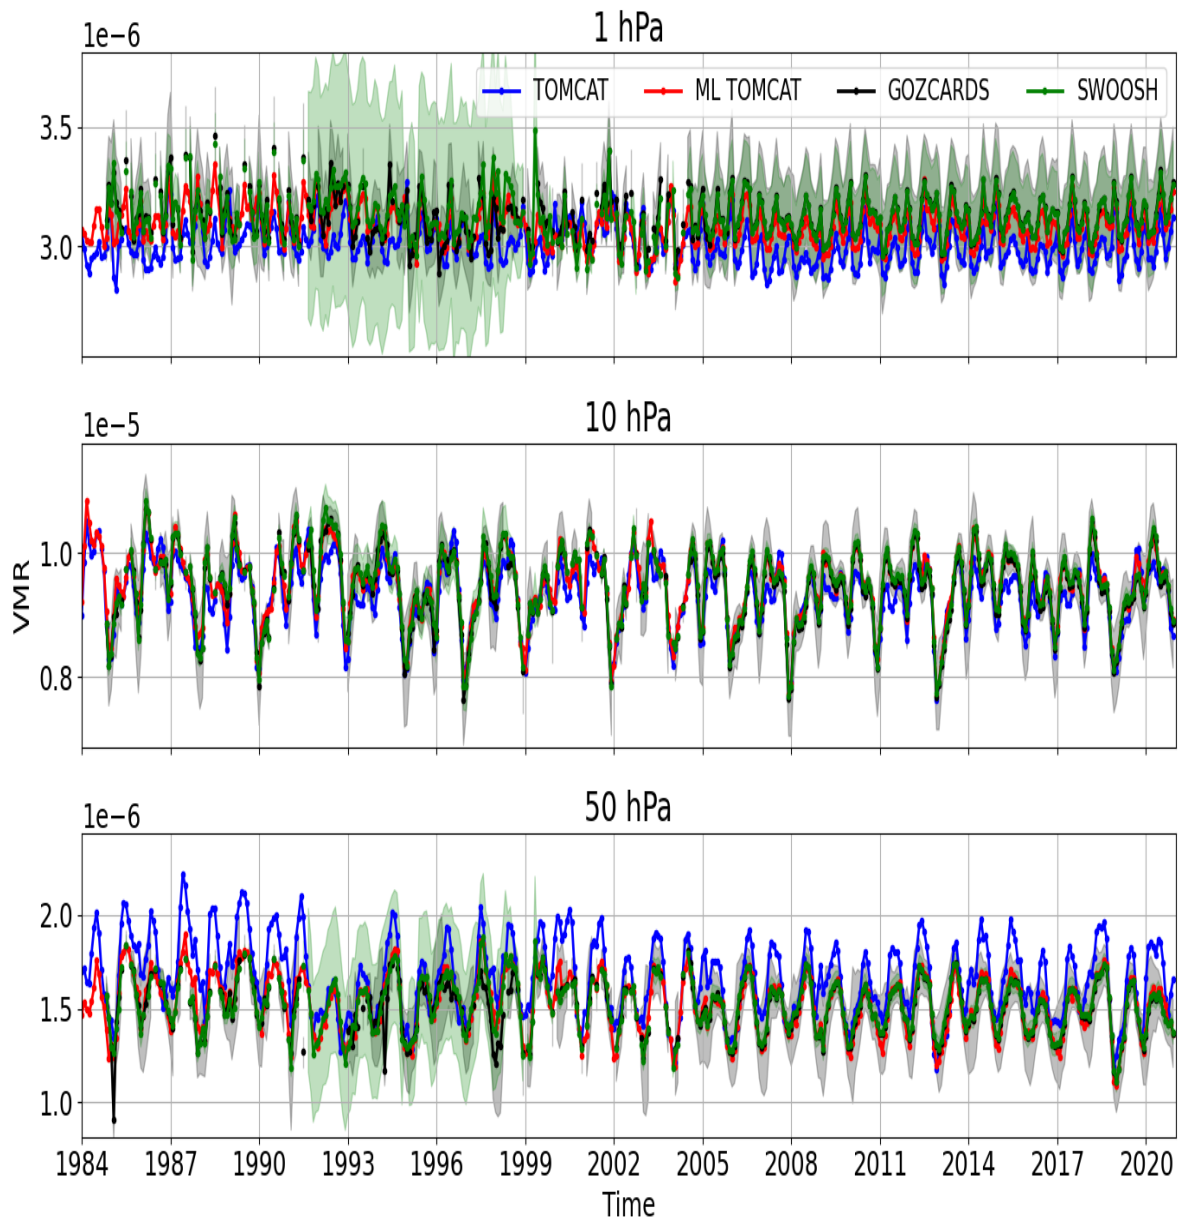 1 hPa
1e−6
TOMCAT ML TOMCAT GOZCARDS SWOOSH
3.5
3.0
10 hPa
1e−5
1.0
0.8
VMR
50 hPa
1e−6
2.0
1.5
1.0
1984 1987 1990 1993 1996 1999 2002 2005 2008 2011 2014 2017 2020
Time